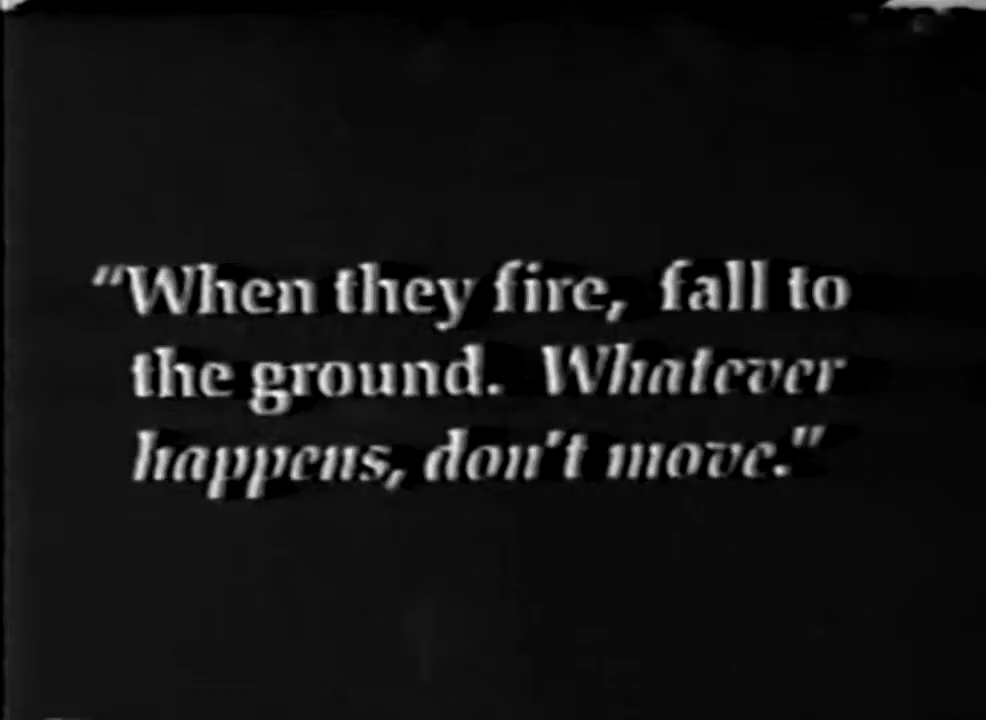 “When they fire, fall to
the ground. Whatever
happens, don't move."